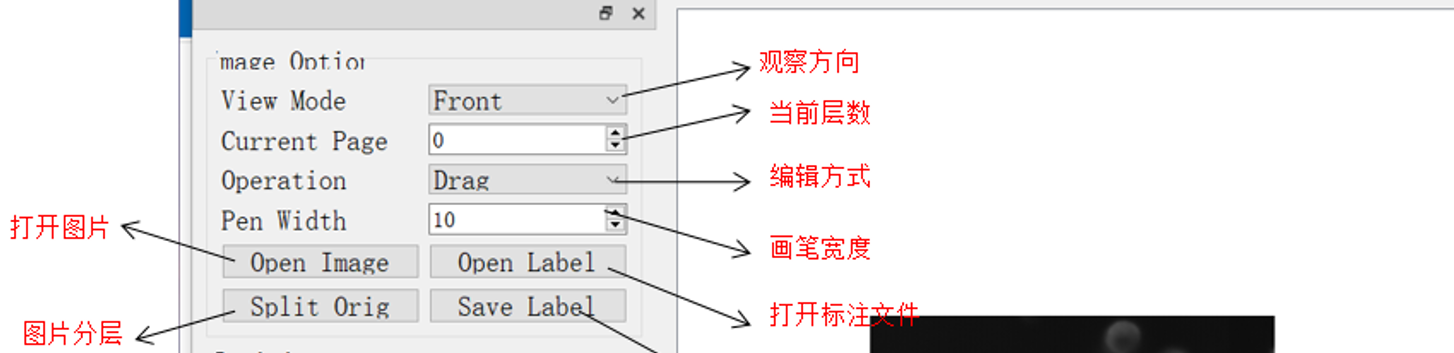 Image Option
View Mode Front 观察方向
Current Page 0 当前层数
Operation Drag 编辑方式
Pen Width 10 画笔宽度
打开图片 Open Image Open Label 打开标注文件
图片分层 Split Orig Save Label